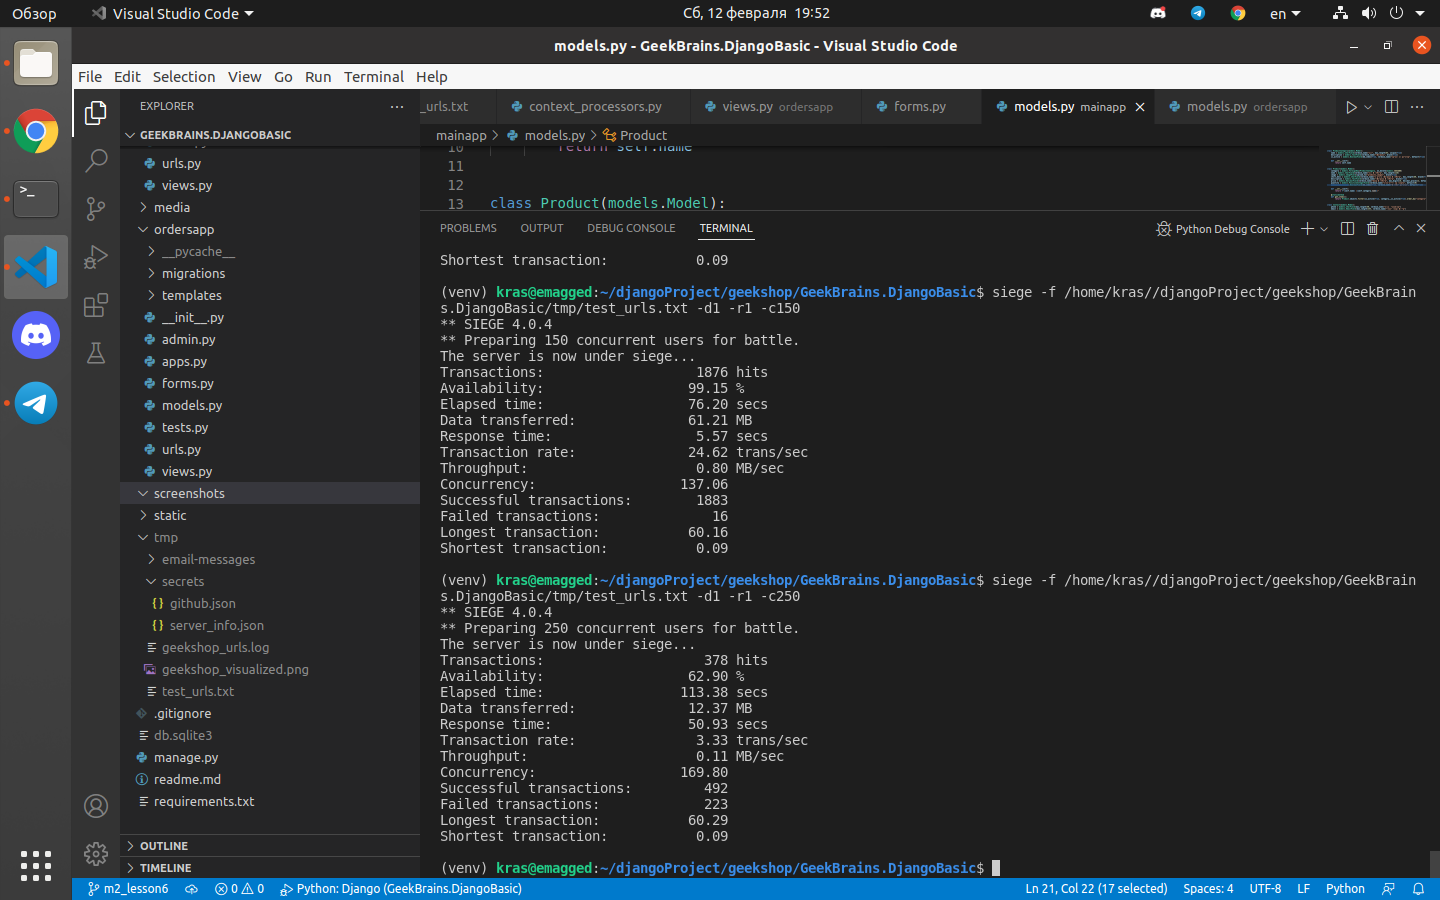 Обзор
Visual Studio Code
Сб, 12 февраля 19:52
en
models.py - GeekBrains.DjangoBasic - Visual Studio Code
File Edit Selection View Go Run Terminal Help
EXPLORER
_urls.txt
context_processors.py
views.py ordersapp
forms.py
models.py mainapp
models.py ordersapp
GEEKBRAINS.DJANGOBASIC
urls.py
views.py
media
ordersapp
__pycache__
migrations
templates
__init__.py
admin.py
apps.py
forms.py
models.py
tests.py
urls.py
views.py
screenshots
static
tmp
email-messages
secrets
github.json
server_info.json
geekshop_urls.log
geekshop_visualized.png
test_urls.txt
.gitignore
db.sqlite3
manage.py
readme.md
requirements.txt
OUTLINE
TIMELINE
mainapp > models.py > Product
10 return self.name
11
12
13 class Product(models.Model):
PROBLEMS OUTPUT DEBUG CONSOLE TERMINAL
Python Debug Console
Shortest transaction: 0.09
(venv) kras@emagged:~/djangoProject/geekshop/GeekBrains.DjangoBasic$ siege -f /home/kras//djangoProject/geekshop/GeekBrain
s.DjangoBasic/tmp/test_urls.txt -d1 -r1 -c150
** SIEGE 4.0.4
** Preparing 150 concurrent users for battle.
The server is now under siege...
Transactions: 1876 hits
Availability: 99.15 %
Elapsed time: 76.20 secs
Data transferred: 61.21 MB
Response time: 5.57 secs
Transaction rate: 24.62 trans/sec
Throughput: 0.80 MB/sec
Concurrency: 137.06
Successful transactions: 1883
Failed transactions: 16
Longest transaction: 60.16
Shortest transaction: 0.09
(venv) kras@emagged:~/djangoProject/geekshop/GeekBrains.DjangoBasic$ siege -f /home/kras//djangoProject/geekshop/GeekBrain
s.DjangoBasic/tmp/test_urls.txt -d1 -r1 -c250
** SIEGE 4.0.4
** Preparing 250 concurrent users for battle.
The server is now under siege...
Transactions: 378 hits
Availability: 62.90 %
Elapsed time: 113.38 secs
Data transferred: 12.37 MB
Response time: 50.93 secs
Transaction rate: 3.33 trans/sec
Throughput: 0.11 MB/sec
Concurrency: 169.80
Successful transactions: 492
Failed transactions: 223
Longest transaction: 60.29
Shortest transaction: 0.09
(venv) kras@emagged:~/djangoProject/geekshop/GeekBrains.DjangoBasic$
m2_lesson6
0 0
Python: Django (GeekBrains.DjangoBasic)
Ln 21, Col 22 (17 selected)
Spaces: 4
UTF-8
LF
Python